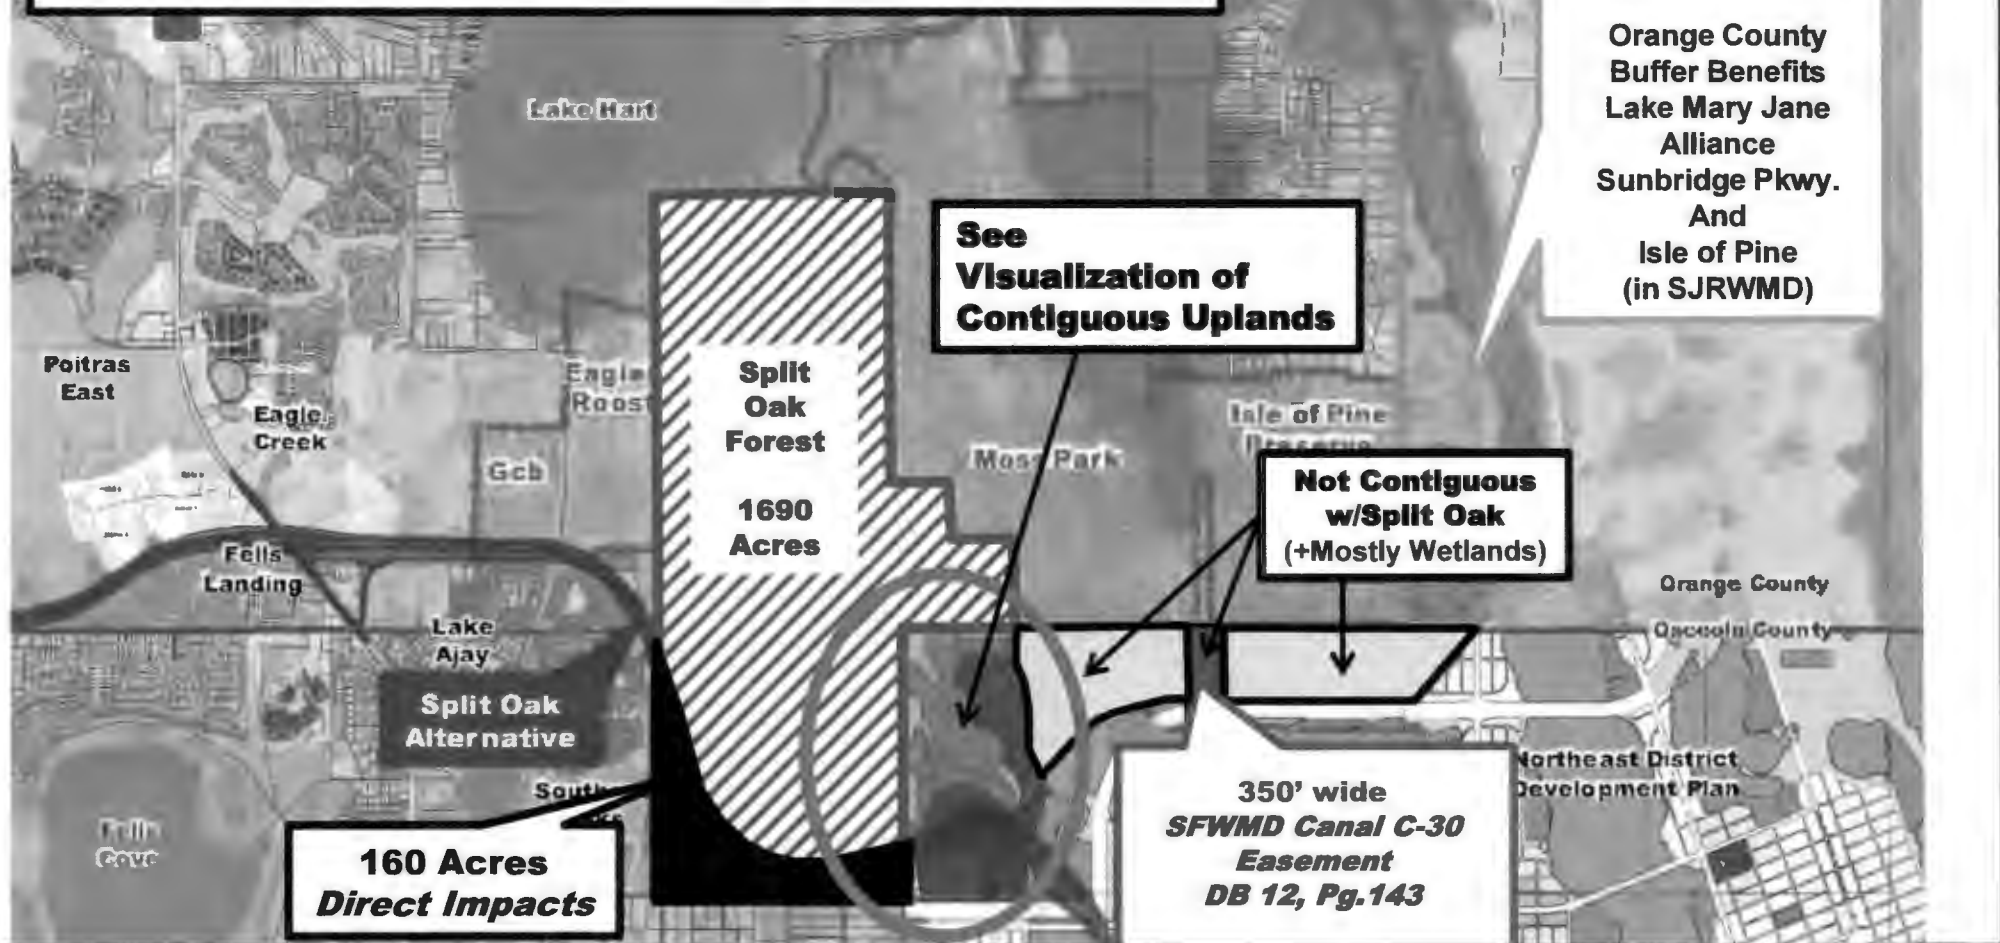 Orange County
Buffer Benefits
Lake Mary Jane
Alliance
Sunbridge Pkwy.
And
Isle of Pine
(in SJRWMD)
Lake Hart
See
Visualization of
Contiguous Uplands
Poitras
East
Eagle
Creek
Eagle
Roost
Split
Oak
Forest
1690
Acres
Isle of Pine
Preserve
Moss Park
Gcb
Not Contiguous
w/Split Oak
(+Mostly Wetlands)
Fells
Landing
Orange County
Osceola County
Lake
Ajay
Split Oak
Alternative
South
Northeast District
Development Plan
350’ wide
SFWMD Canal C-30
Easement
DB 12, Pg.143
Fells
Cove
160 Acres
Direct Impacts